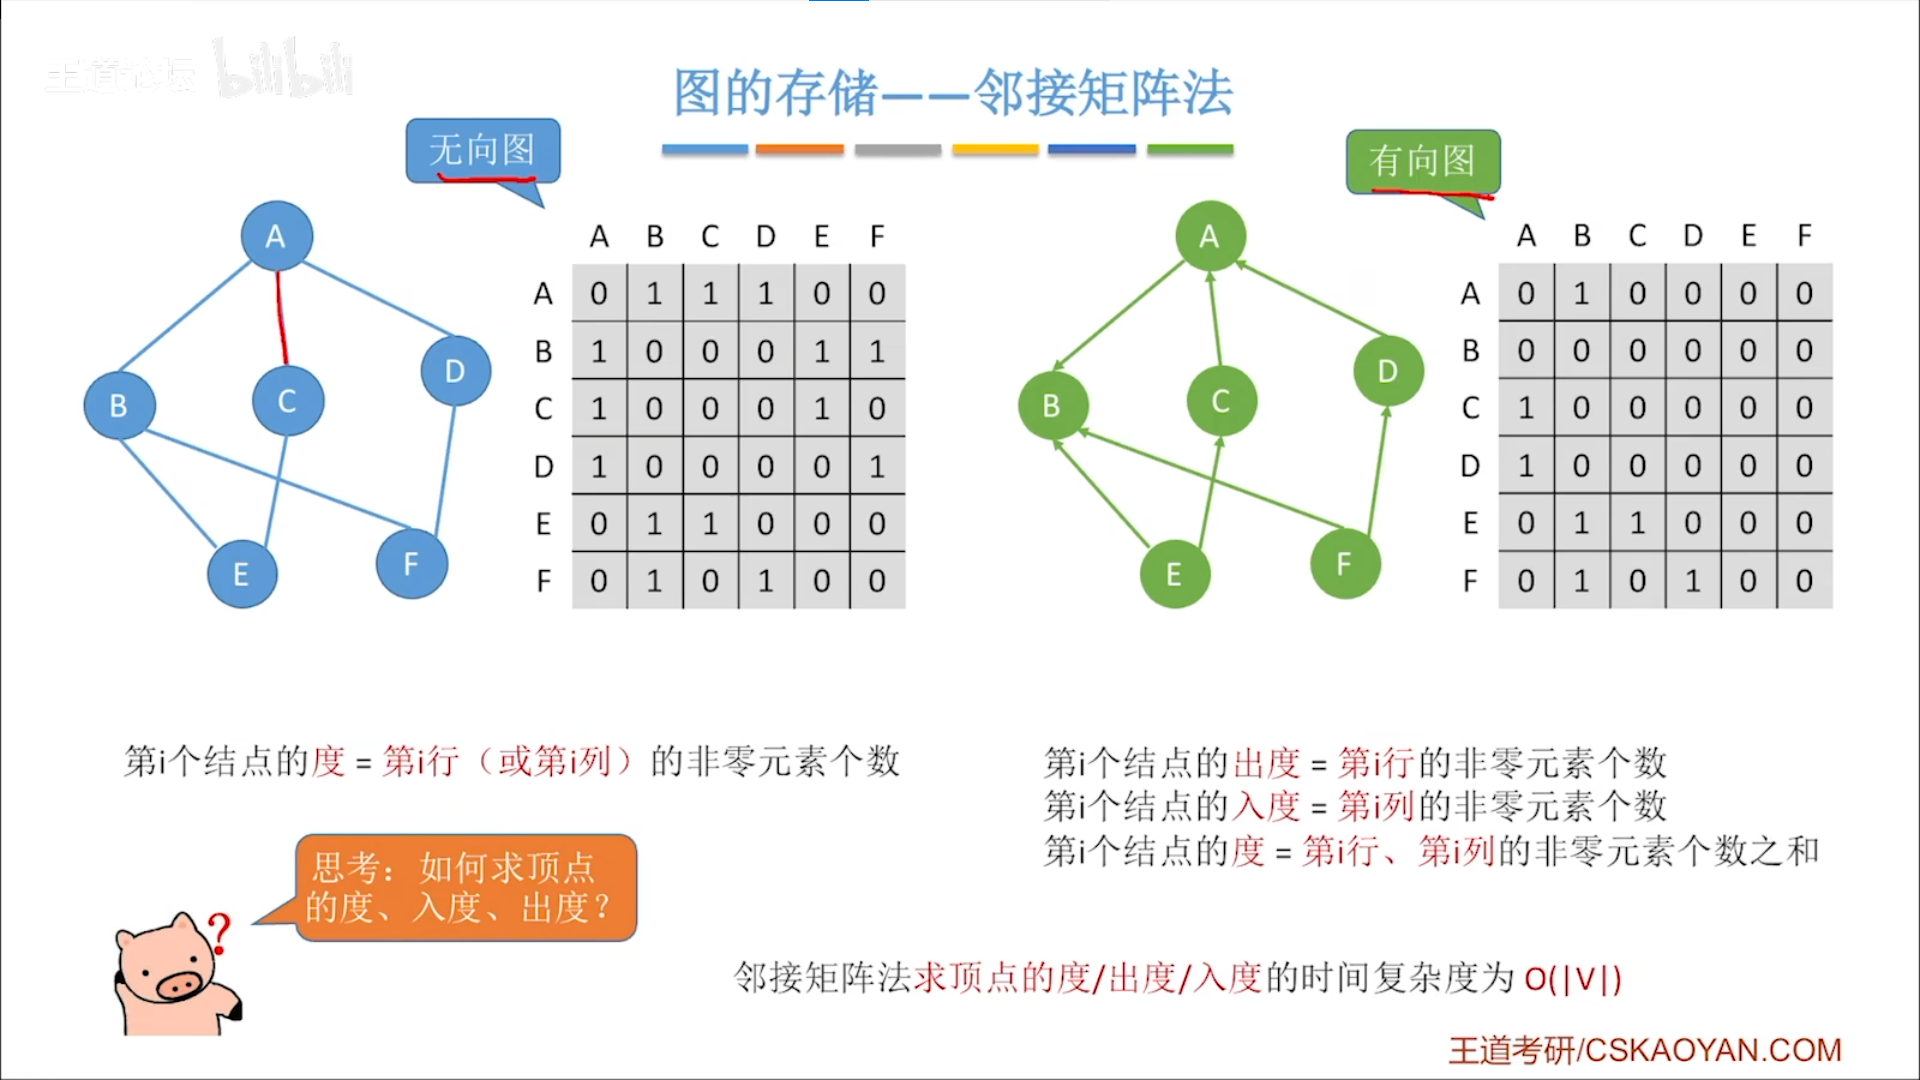 王道论坛 bilibili
图的存储——邻接矩阵法
无向图
A
B
C
D
E
F
A B C D E F
A 0 1 1 1 0 0
B 1 0 0 0 1 1
C 1 0 0 0 1 0
D 1 0 0 0 0 1
E 0 1 1 0 0 0
F 0 1 0 1 0 0
有向图
A
B
C
D
E
F
A B C D E F
A 0 1 0 0 0 0
B 0 0 0 0 0 0
C 1 0 0 0 0 0
D 1 0 0 0 0 0
E 0 1 1 0 0 0
F 0 1 0 1 0 0
第i个结点的度 = 第i行（或第i列）的非零元素个数
第i个结点的出度 = 第i行的非零元素个数
第i个结点的入度 = 第i列的非零元素个数
第i个结点的度 = 第i行、第i列的非零元素个数之和
思考：如何求顶点
的度、入度、出度？
?
邻接矩阵法求顶点的度/出度/入度的时间复杂度为 O(|V|)
王道考研/CSKAOYAN.COM